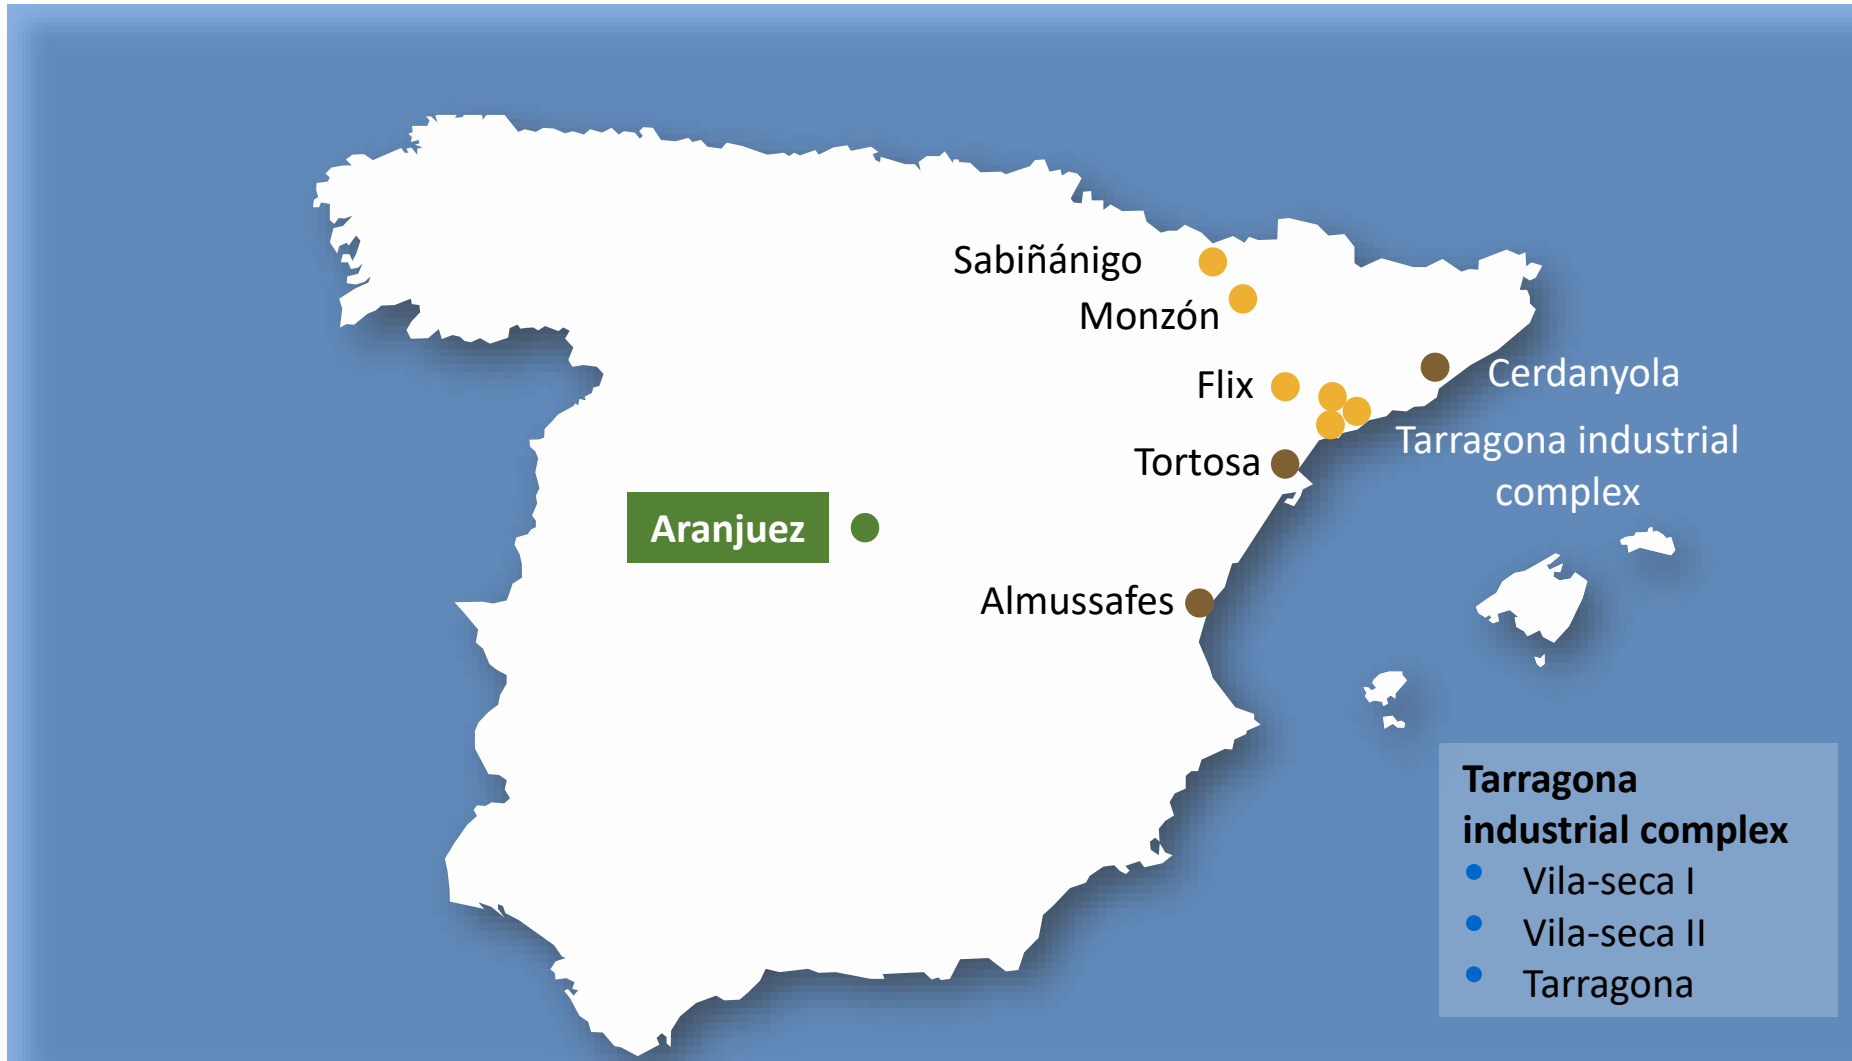 Sabiñánigo
Monzón
Cerdanyola
Flix
Tarragona industrial
complex
Tortosa
Aranjuez
Almussafes
Tarragona
industrial complex
• Vila-seca I
• Vila-seca II
• Tarragona